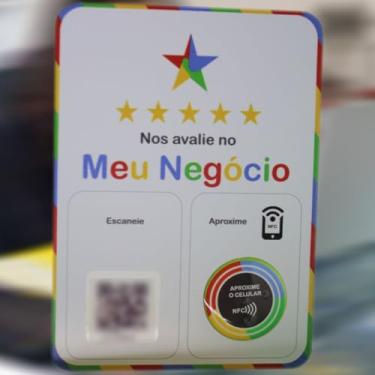 Nos avalie no
Meu Negócio
Escaneie
Aproxime
NFC
APROXIME
O CELULAR
NFC